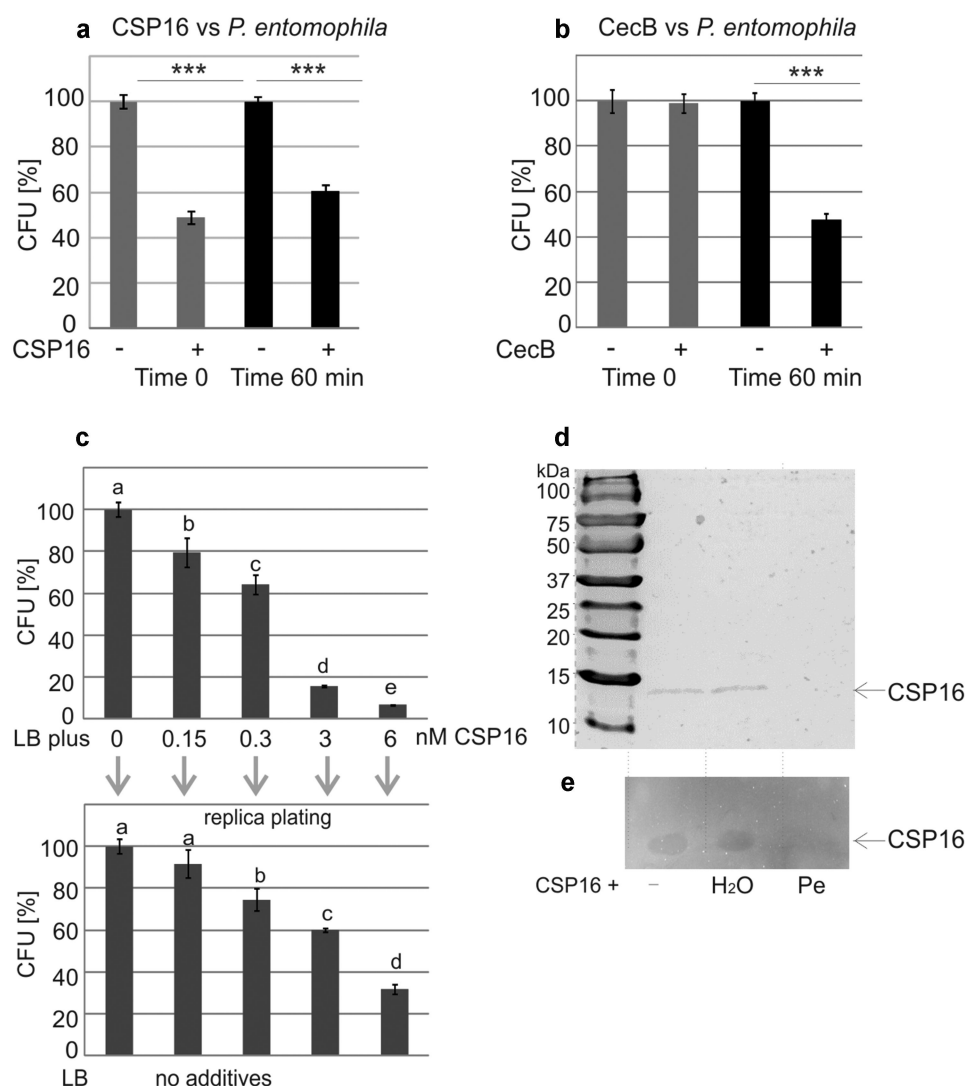 a CSP16 vs P. entomophila
***
***
100
80
60
40
20
0
CFU [%]
CSP16 - + - +
Time 0 Time 60 min
b CecB vs P. entomophila
***
100
80
60
40
20
0
CFU [%]
CecB - + - +
Time 0 Time 60 min
c
100
80
60
40
20
0
CFU [%]
a
b
c
d
e
LB plus 0 0.15 0.3 3 6 nM CSP16
replica plating
100
80
60
40
20
0
CFU [%]
a
a
b
c
d
LB no additives
d
kDa
100
75
50
37
25
20
15
10
CSP16
e
CSP16
CSP16 + – H2O Pe